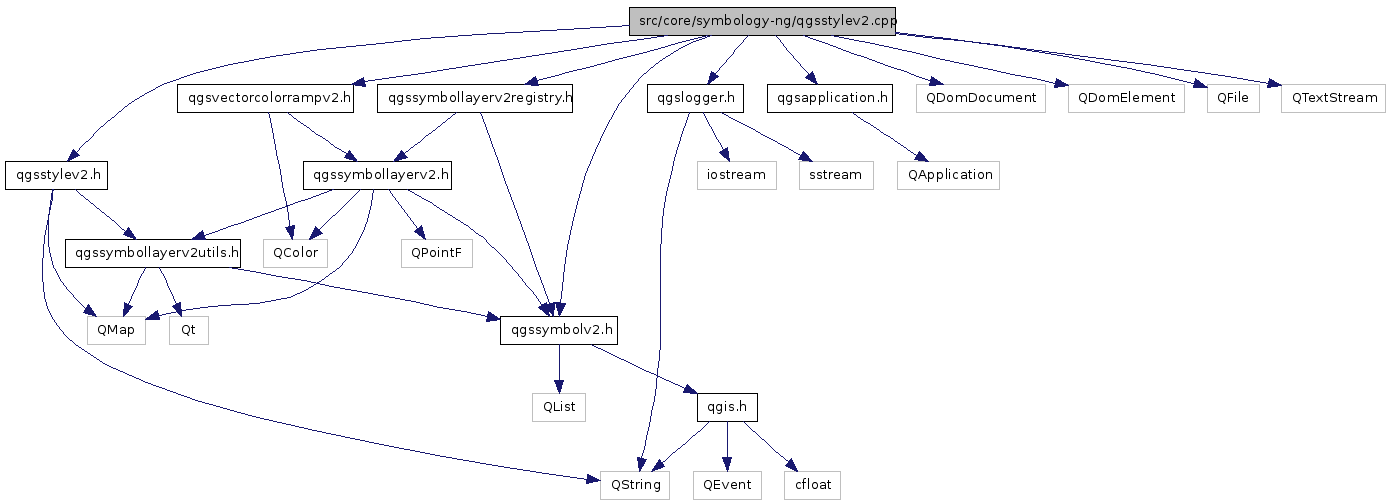 src/core/symbology-ng/qgsstylev2.cpp
qgsvectorcolorrampv2.h
qgssymbollayerv2registry.h
qgslogger.h
qgsapplication.h
QDomDocument
QDomElement
QFile
QTextStream
qgsstylev2.h
qgssymbollayerv2.h
iostream
sstream
QApplication
qgssymbollayerv2utils.h
QColor
QPointF
QMap
Qt
qgssymbolv2.h
QList
qgis.h
QString
QEvent
cfloat